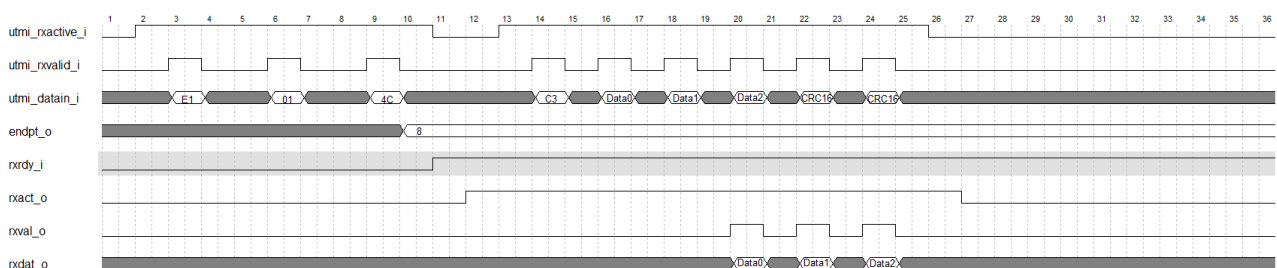 1 2 3 4 5 6 7 8 9 10 11 12 13 14 15 16 17 18 19 20 21 22 23 24 25 26 27 28 29 30 31 32 33 34 35 36
utmi_rxactive_i
utmi_rxvalid_i
utmi_datain_i E1 01 4C C3 Data0 Data1 Data2 CRC16 CRC16
endpt_o 8
rxrdy_i
rxact_o
rxval_o
rxdat_o Data0 Data1 Data2